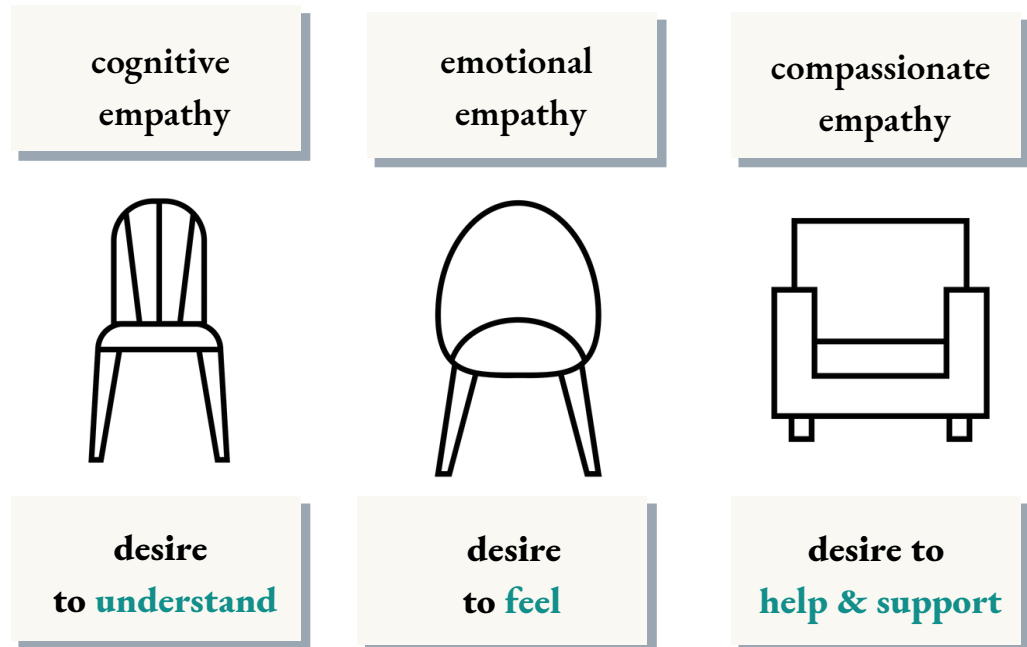 cognitive
empathy
emotional
empathy
compassionate
empathy
desire
to understand
desire
to feel
desire to
help & support